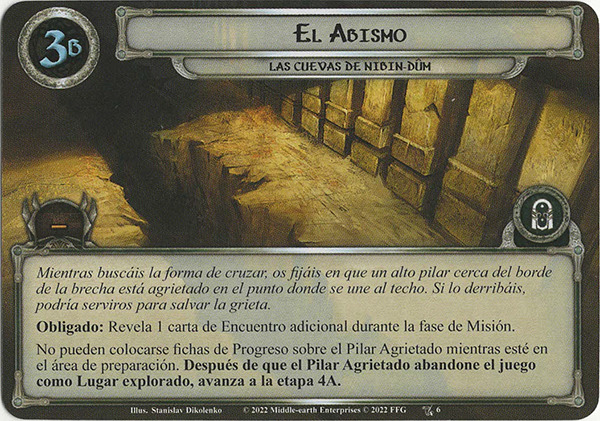 3B
El Abismo
Las Cuevas de Nibin-Dûm
–
Mientras buscáis la forma de cruzar, os fijáis en que un alto pilar cerca del borde
de la brecha está agrietado en el punto donde se une al techo. Si lo derribáis,
podría serviros para salvar la grieta.
Obligado: Revela 1 carta de Encuentro adicional durante la fase de Misión.
No pueden colocarse fichas de Progreso sobre el Pilar Agrietado mientras esté en
el área de preparación. Después de que el Pilar Agrietado abandone el juego
como Lugar explorado, avanza a la etapa 4A.
Illus. Stanislav Dikolenko © 2022 Middle-earth Enterprises © 2022 FFG 6